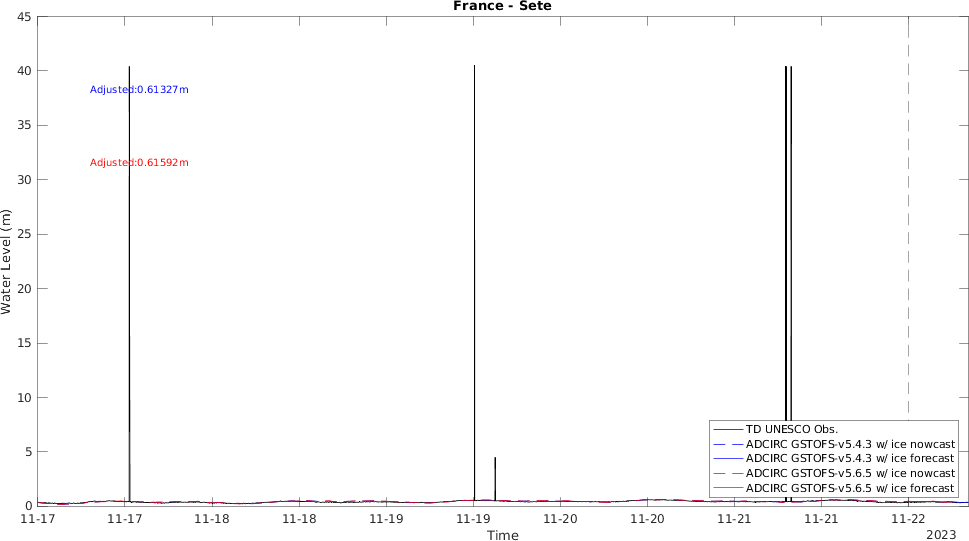 France - Sete
45
40
35
30
25
20
15
10
5
0
Water Level (m)
Adjusted:0.61327m
Adjusted:0.61592m
TD UNESCO Obs.
ADCIRC GSTOFS-v5.4.3 w/ ice nowcast
ADCIRC GSTOFS-v5.4.3 w/ ice forecast
ADCIRC GSTOFS-v5.6.5 w/ ice nowcast
ADCIRC GSTOFS-v5.6.5 w/ ice forecast
11-17 11-17 11-18 11-18 11-19 11-19 11-20 11-20 11-21 11-21 11-22
Time
2023